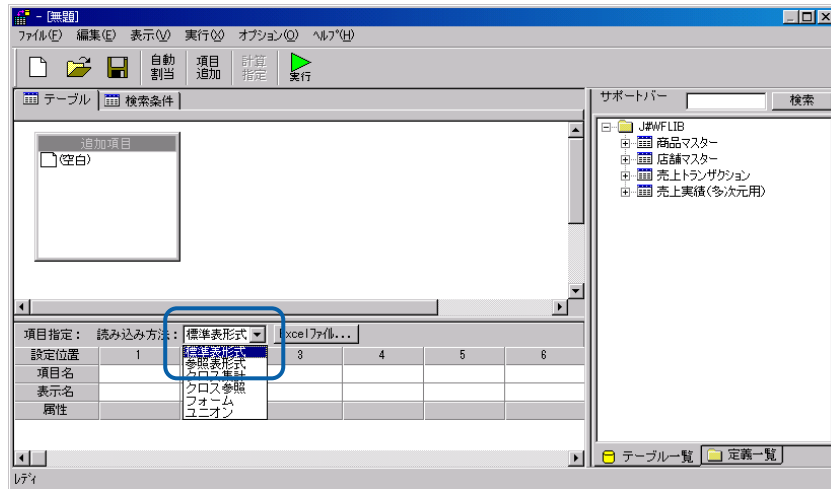 - [無題]
ファイル(F) 編集(E) 表示(V) 実行(X) オプション(O) ヘルプ(H)
自動割当 項目追加 計算指定 実行
テーブル 検索条件
サポートバー 検索
追加項目
(空白)
J#WFLIB
商品マスター
店舗マスター
売上トランザクション
売上実績(多次元用)
項目指定: 読み込み方法: 標準表形式 Excelファイル...
設定位置 1 3 4 5 6
項目名
表示名
属性
標準表形式
参照表形式
クロス集計
クロス参照
フォーム
ユニオン
テーブル一覧 定義一覧
レディ